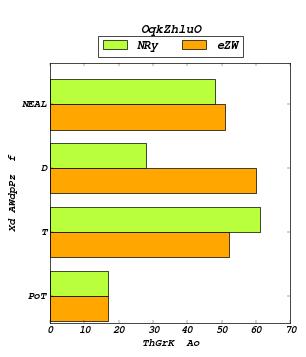 OqkZhluO
NRy eZW
NEAL
D
T
PoT
Xd AWdpPz f
0 10 20 30 40 50 60 70
ThGrK Ao